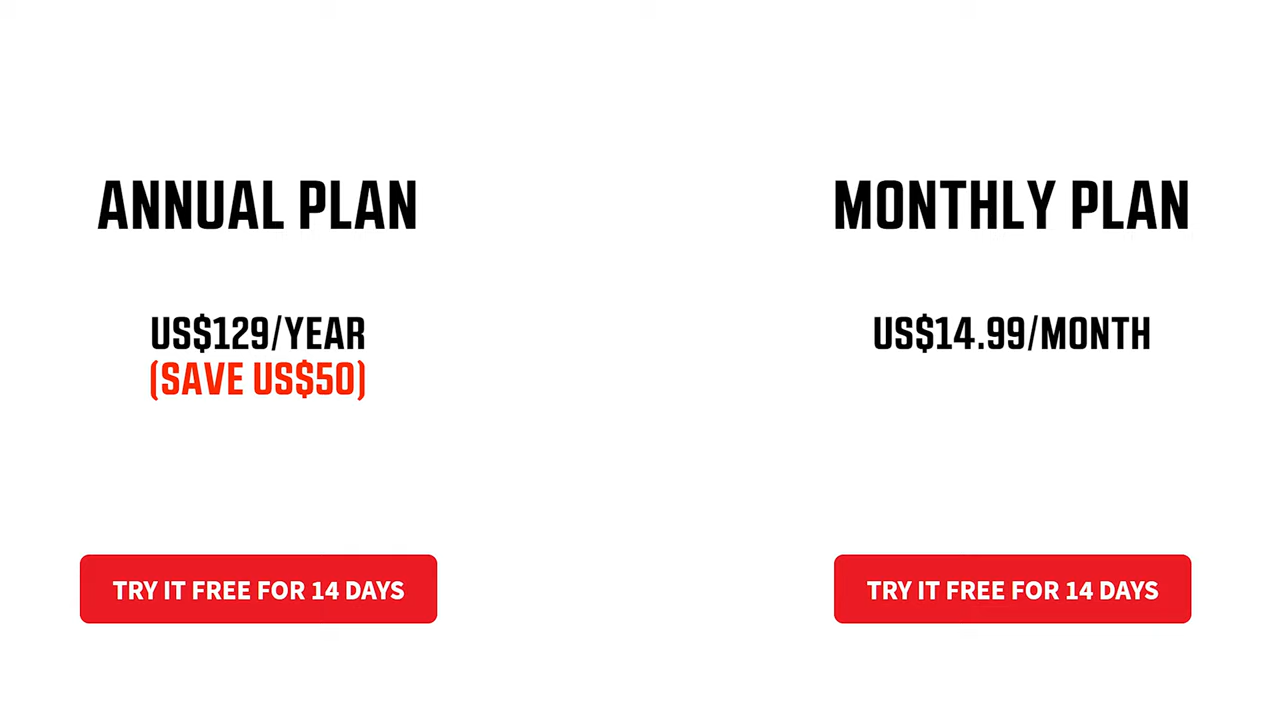 ANNUAL PLAN
US$129/YEAR
(SAVE US$50)
TRY IT FREE FOR 14 DAYS
MONTHLY PLAN
US$14.99/MONTH
TRY IT FREE FOR 14 DAYS